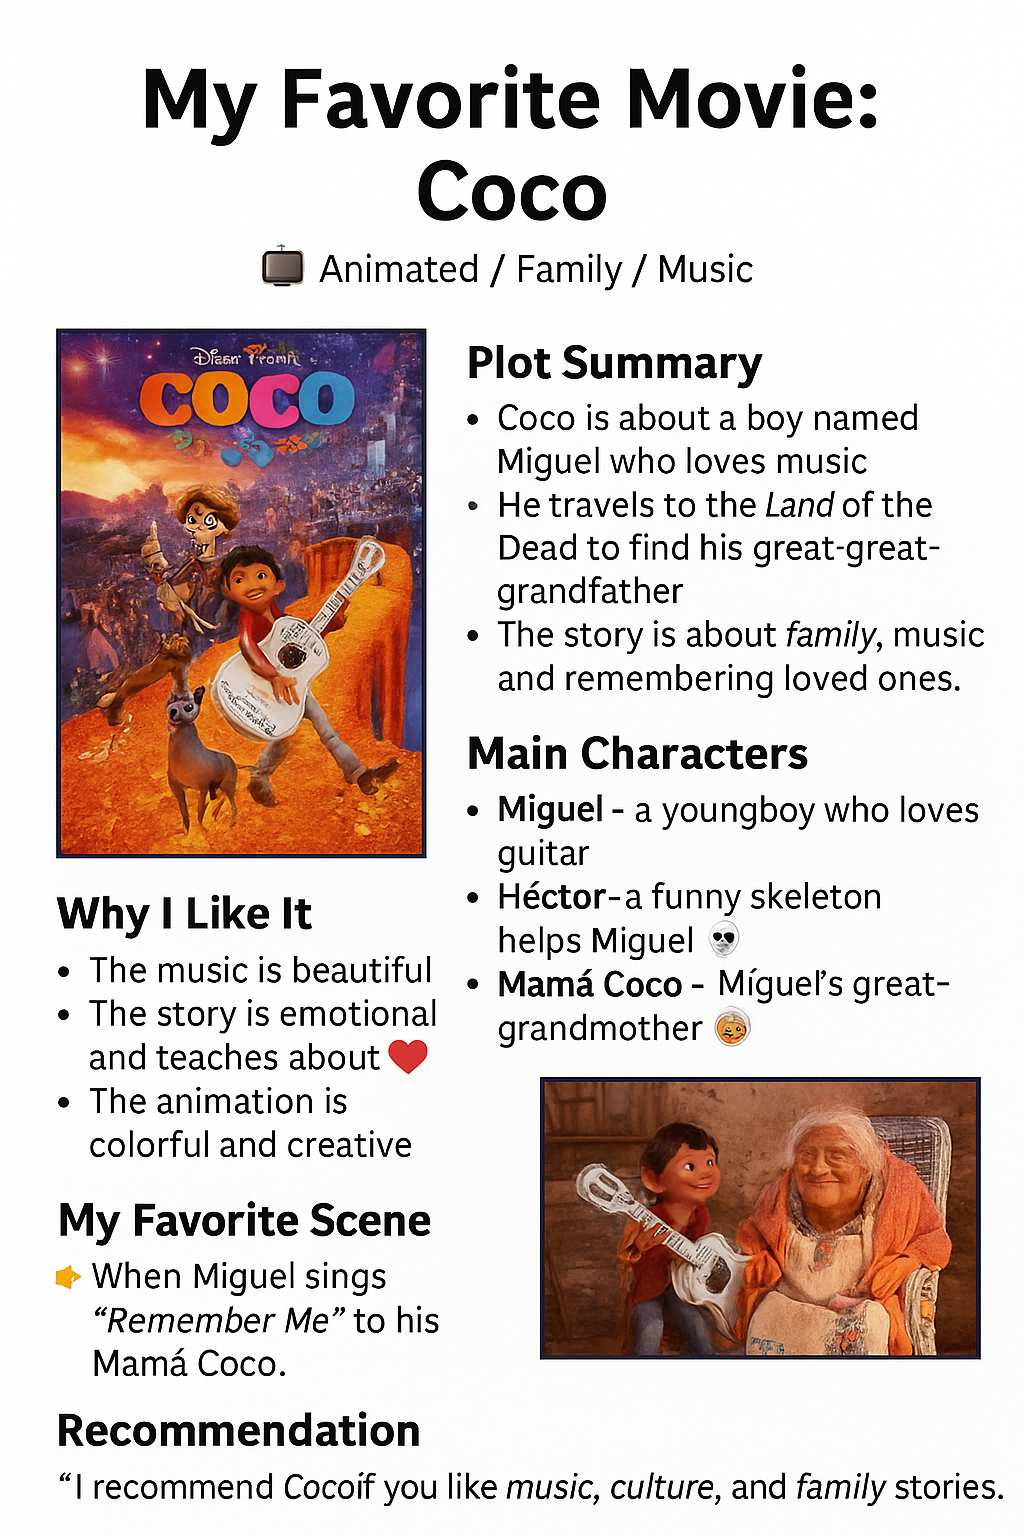 My Favorite Movie:
Coco
Animated / Family / Music
COCO
Plot Summary
• Coco is about a boy named
Miguel who loves music
• He travels to the Land of the
Dead to find his great-great-
grandfather
• The story is about family, music
and remembering loved ones.
Main Characters
• Miguel - a youngboy who loves
guitar
• Héctor-a funny skeleton
helps Miguel
• Mamá Coco - Míguel’s great-
grandmother
Why I Like It
• The music is beautiful
• The story is emotional
and teaches about ❤️
• The animation is
colorful and creative
My Favorite Scene
When Miguel sings
“Remember Me” to his
Mamá Coco.
Recommendation
“I recommend Cocoíf you like music, culture, and family stories.